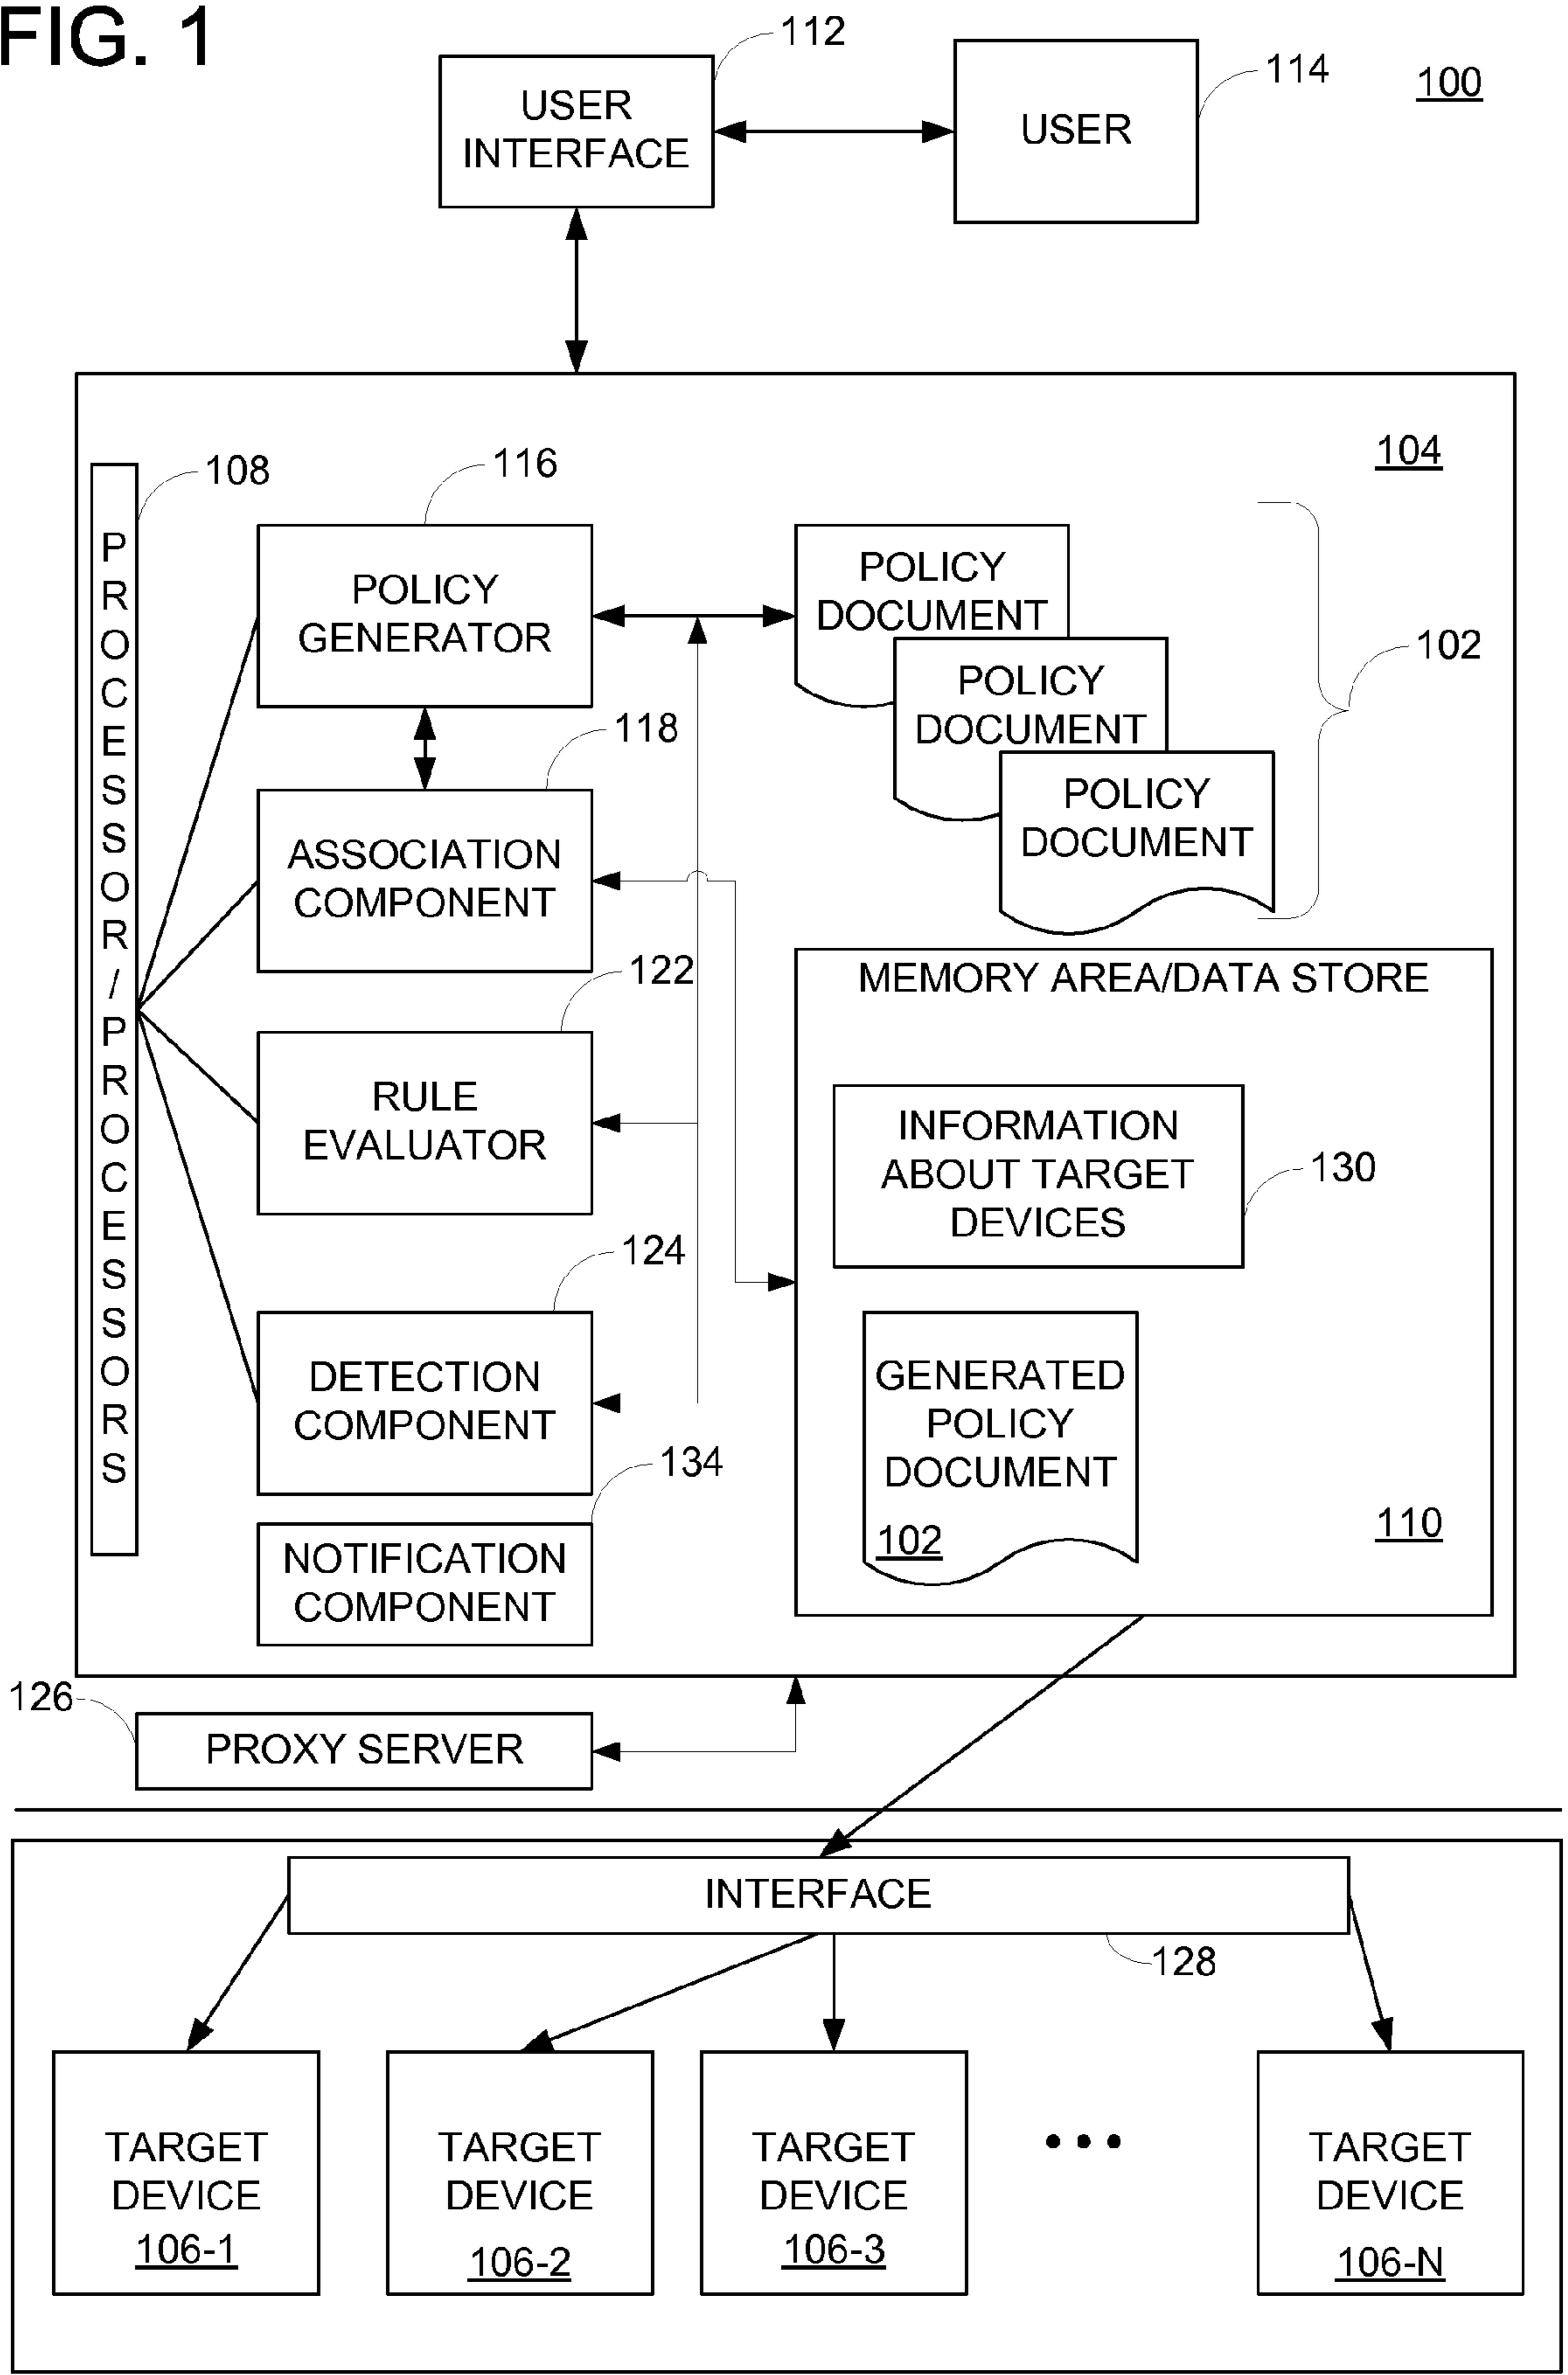 FIG. 1
112
USER
INTERFACE
USER
114
100
104
108
PROCESSOR/PROCESSORS
116
POLICY
GENERATOR
POLICY
DOCUMENT
POLICY
DOCUMENT
POLICY
DOCUMENT
102
118
ASSOCIATION
COMPONENT
122
RULE
EVALUATOR
124
DETECTION
COMPONENT
134
NOTIFICATION
COMPONENT
MEMORY AREA/DATA STORE
INFORMATION
ABOUT TARGET
DEVICES
130
GENERATED
POLICY
DOCUMENT
102
110
126
PROXY SERVER
INTERFACE
128
TARGET
DEVICE
106-1
TARGET
DEVICE
106-2
TARGET
DEVICE
106-3
• • •
TARGET
DEVICE
106-N